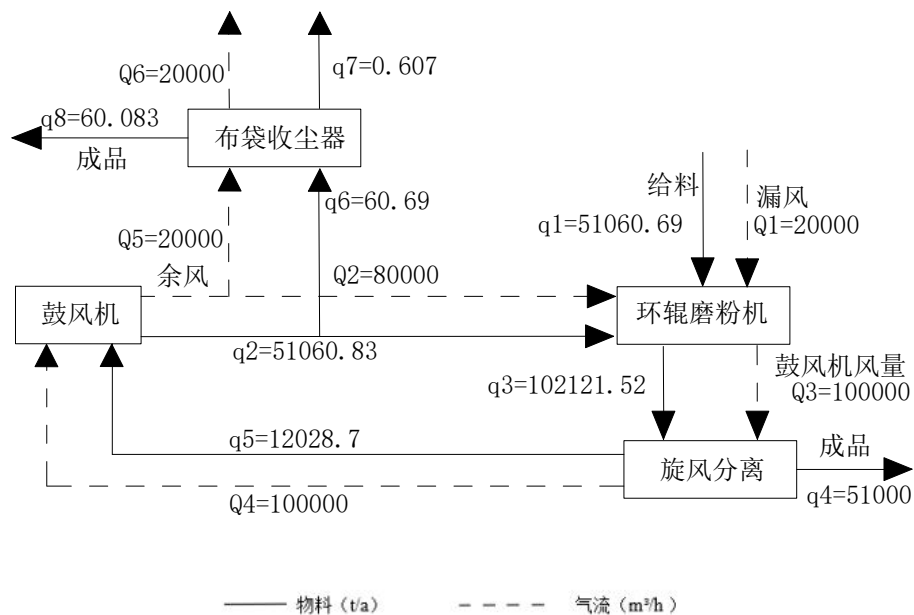 Q6=20000
q7=0.607
q8=60.083
布袋收尘器
成品
q6=60.69
给料
漏风
q1=51060.69
Q1=20000
Q5=20000
余风
Q2=80000
鼓风机
环辊磨粉机
q2=51060.83
鼓风机风量
q3=102121.52
Q3=100000
q5=12028.7
成品
旋风分离
Q4=100000
q4=51000
物料（t/a）
气流（m³/h）